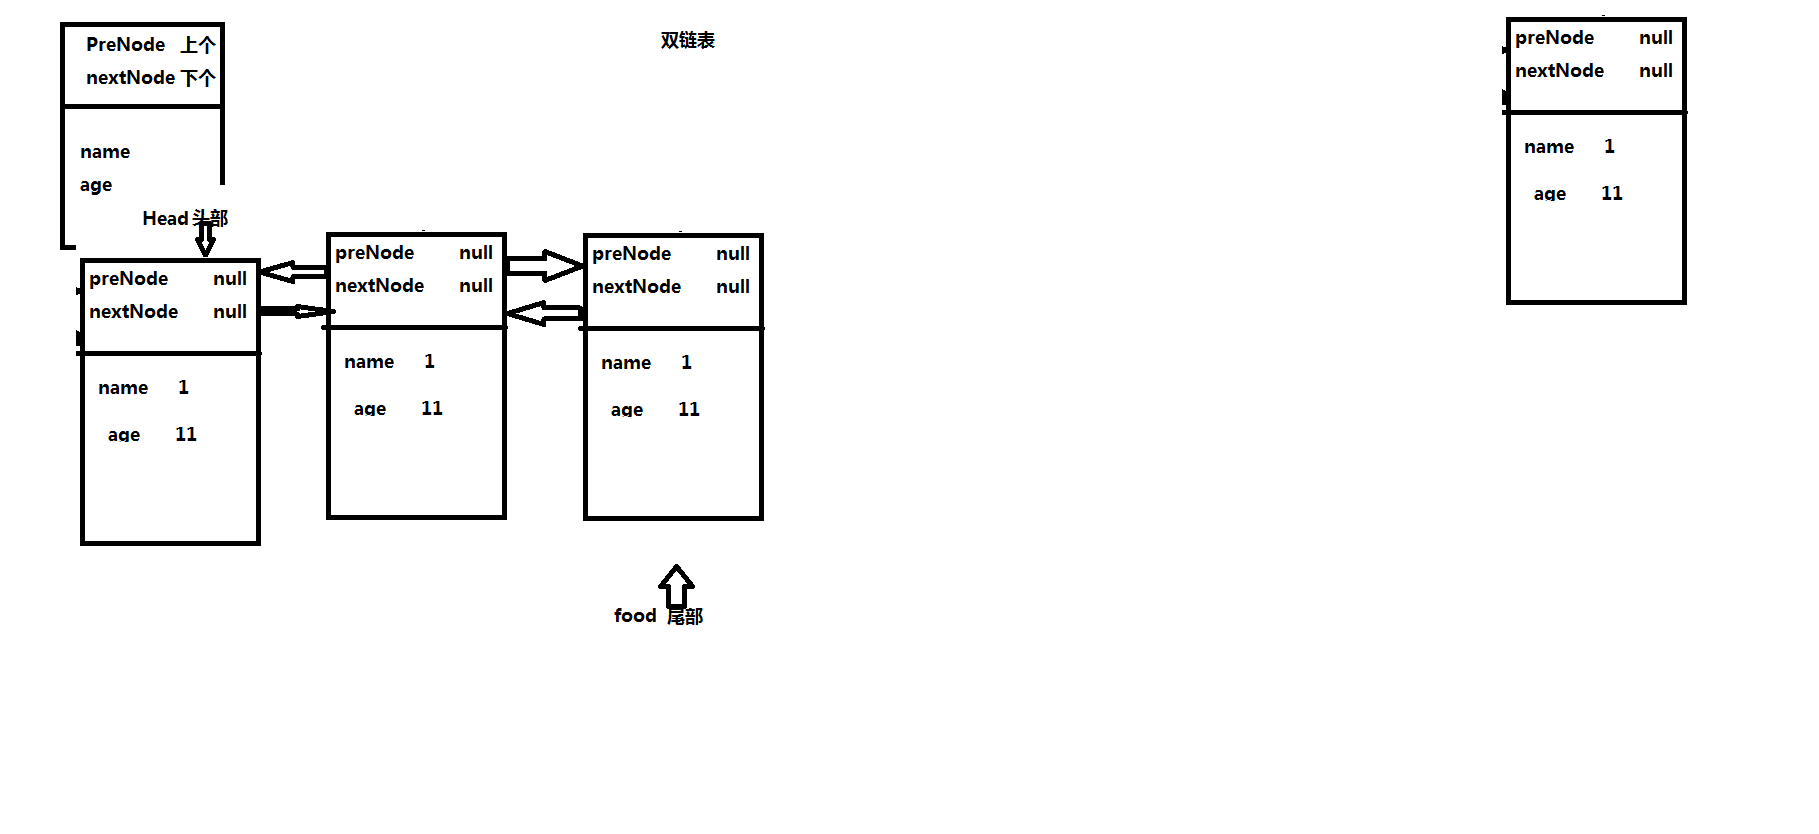 PreNode 上个
nextNode 下个
name
age
双链表
Head 头部
preNode null
nextNode null
name 1
age 11
preNode null
nextNode null
name 1
age 11
preNode null
nextNode null
name 1
age 11
food 尾部
preNode null
nextNode null
name 1
age 11